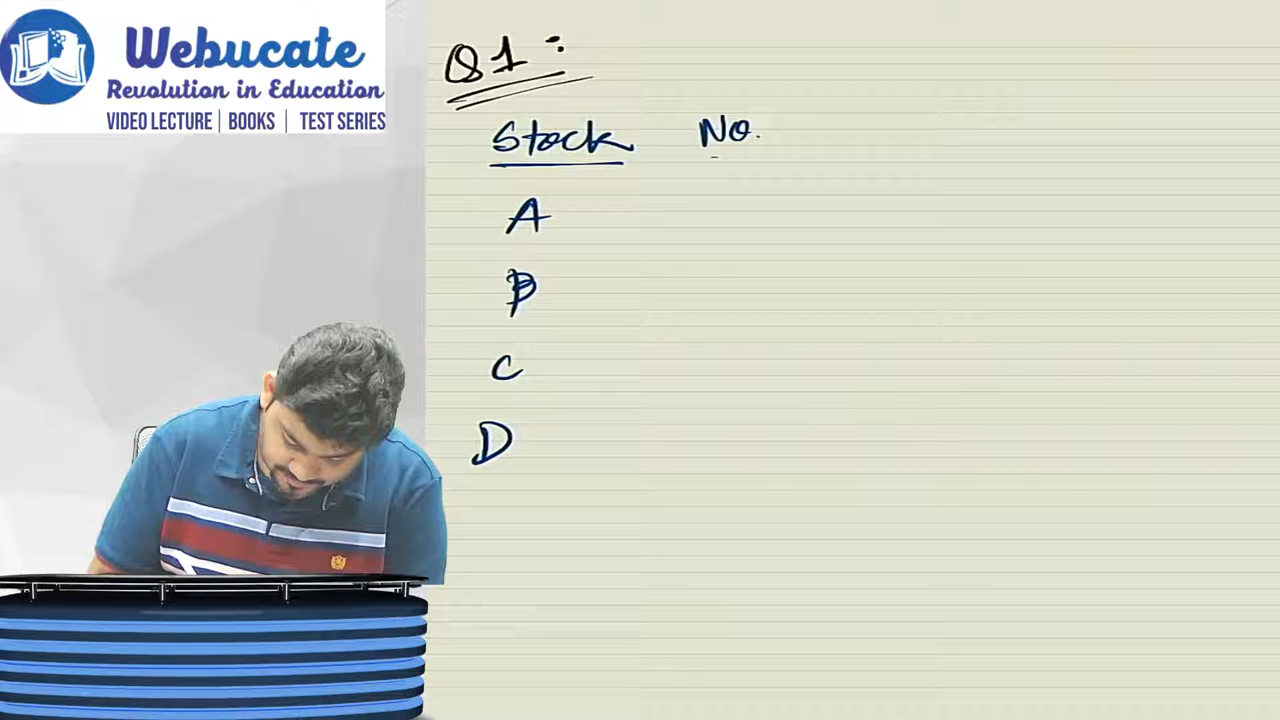 Webucate
Revolution in Education
VIDEO LECTURE | BOOKS | TEST SERIES
Q1:
Stock No.
A
B
C
D